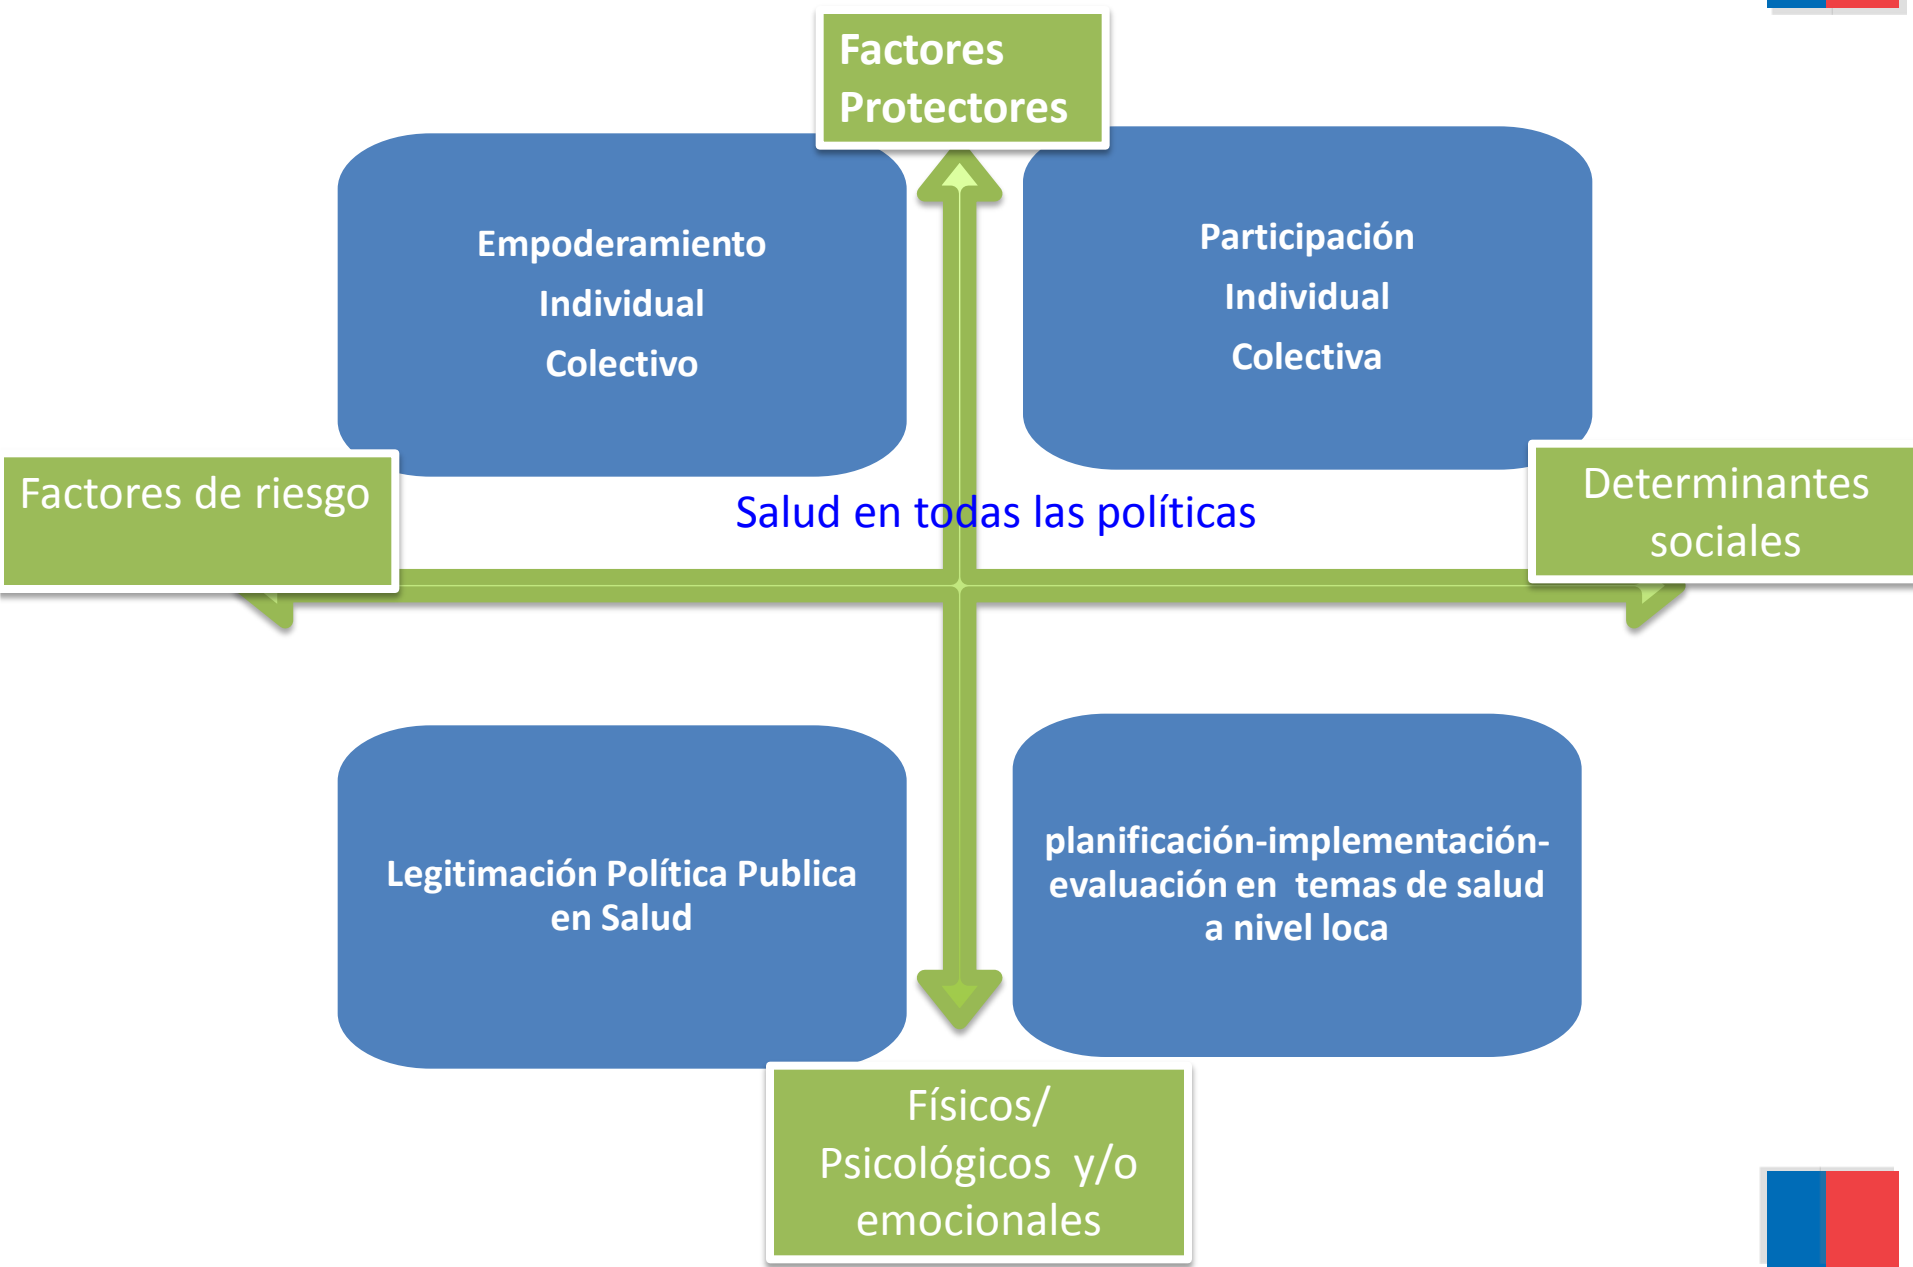 Factores
Protectores
Empoderamiento
Individual
Colectivo
Participación
Individual
Colectiva
Factores de riesgo
Salud en todas las políticas
Determinantes
sociales
Legitimación Política Publica
en Salud
planificación-implementación-
evaluación en  temas de salud
a nivel loca
Físicos/
Psicológicos  y/o
emocionales